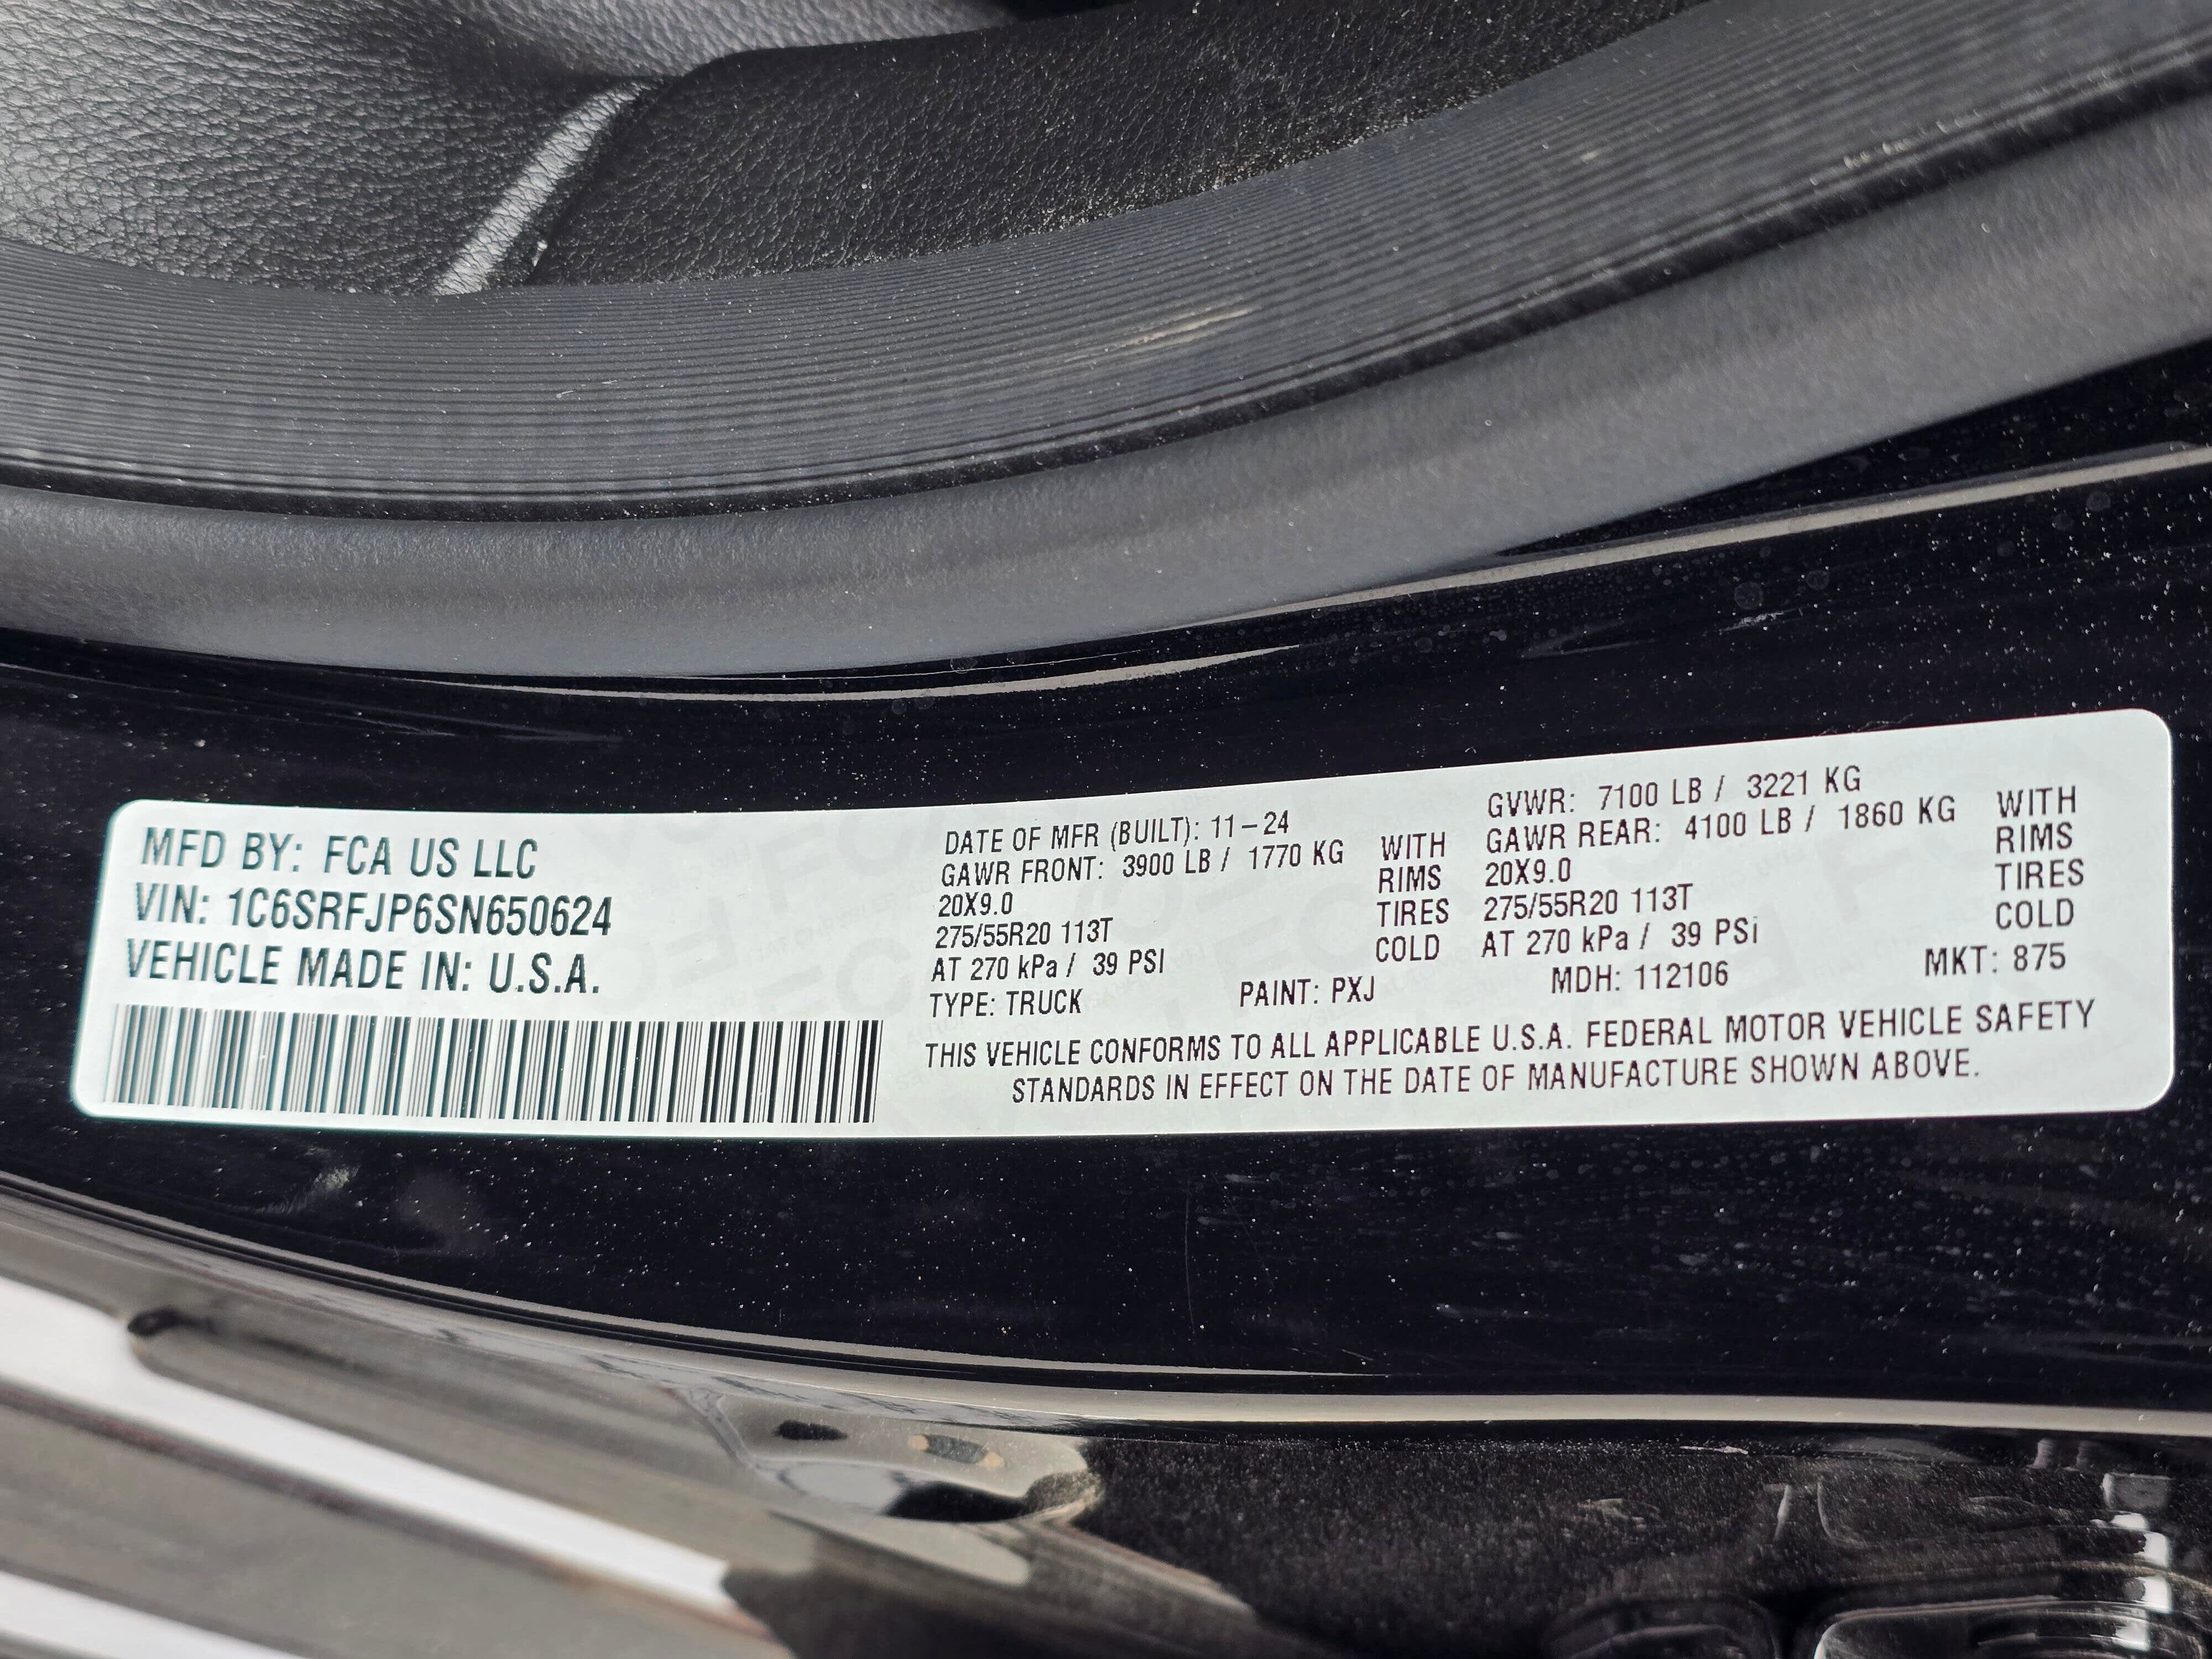 MFD BY: FCA US LLC
VIN: 1C6SRFJP6SN650624
VEHICLE MADE IN: U.S.A.
DATE OF MFR (BUILT): 11-24
GAWR FRONT: 3900 LB / 1770 KG WITH
20X9.0 RIMS
275/55R20 113T TIRES
AT 270 kPa / 39 PSI COLD
GVWR: 7100 LB / 3221 KG
GAWR REAR: 4100 LB / 1860 KG WITH
20X9.0 RIMS
275/55R20 113T TIRES
AT 270 kPa / 39 PSi COLD
TYPE: TRUCK PAINT: PXJ MDH: 112106 MKT: 875
THIS VEHICLE CONFORMS TO ALL APPLICABLE U.S.A. FEDERAL MOTOR VEHICLE SAFETY
STANDARDS IN EFFECT ON THE DATE OF MANUFACTURE SHOWN ABOVE.